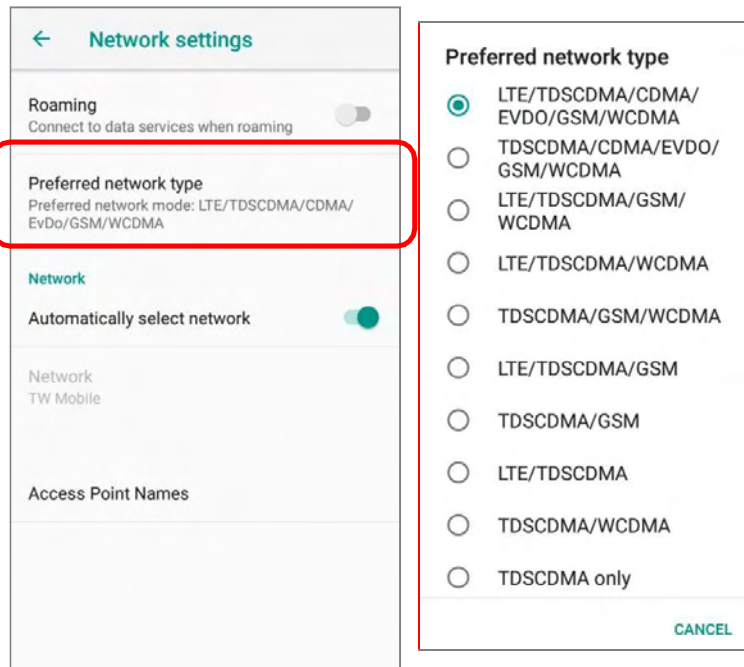 Network settings
Roaming
Connect to data services when roaming
Preferred network type
Preferred network mode: LTE/TDSCDMA/CDMA/
EvDo/GSM/WCDMA
Network
Automatically select network
Network
TW Mobile
Access Point Names
Preferred network type
LTE/TDSCDMA/CDMA/
EVDO/GSM/WCDMA
TDSCDMA/CDMA/EVDO/
GSM/WCDMA
LTE/TDSCDMA/GSM/
WCDMA
LTE/TDSCDMA/WCDMA
TDSCDMA/GSM/WCDMA
LTE/TDSCDMA/GSM
TDSCDMA/GSM
LTE/TDSCDMA
TDSCDMA/WCDMA
TDSCDMA only
CANCEL